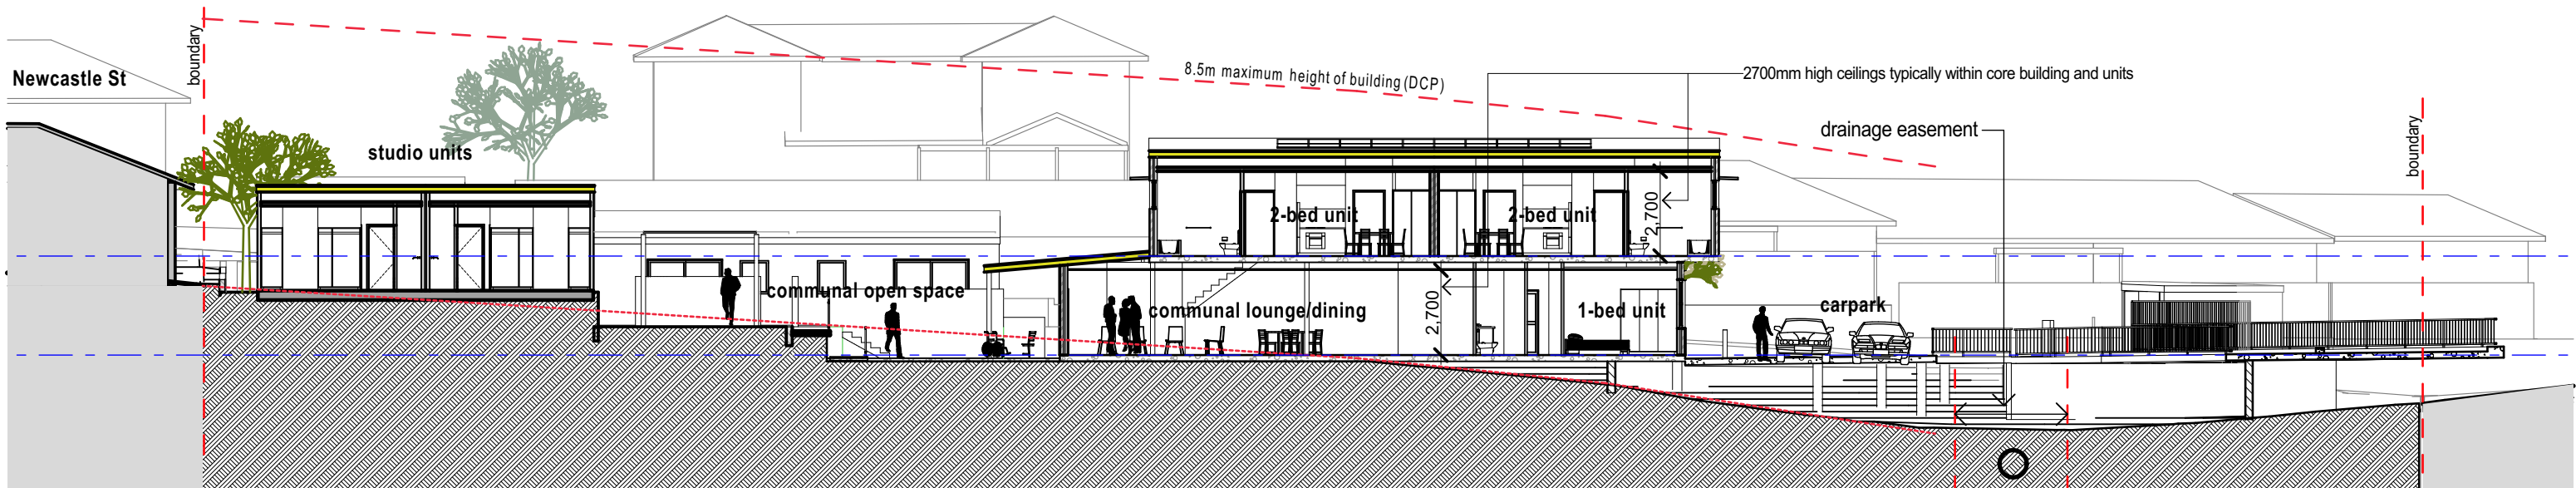 Newcastle St
boundary
studio units
8.5m maximum height of building (DCP)
2700mm high ceilings typically within core building and units
drainage easement
boundary
2-bed unit
2-bed unit
2,700
communal open space
communal lounge/dining
2,700
1-bed unit
carpark